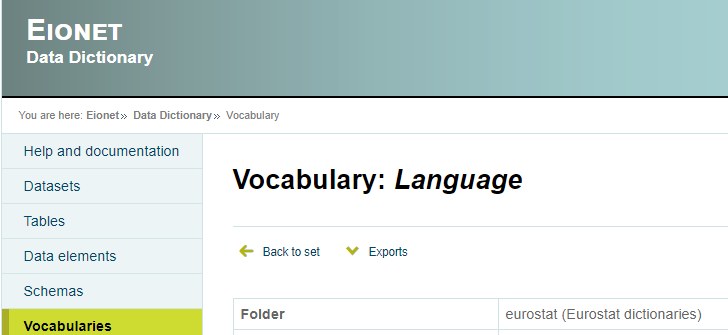 EIONET
Data Dictionary
You are here: Eionet» Data Dictionary» Vocabulary
Help and documentation
Datasets
Tables
Data elements
Schemas
Vocabularies
Vocabulary: Language
Back to set Exports
Folder eurostat (Eurostat dictionaries)